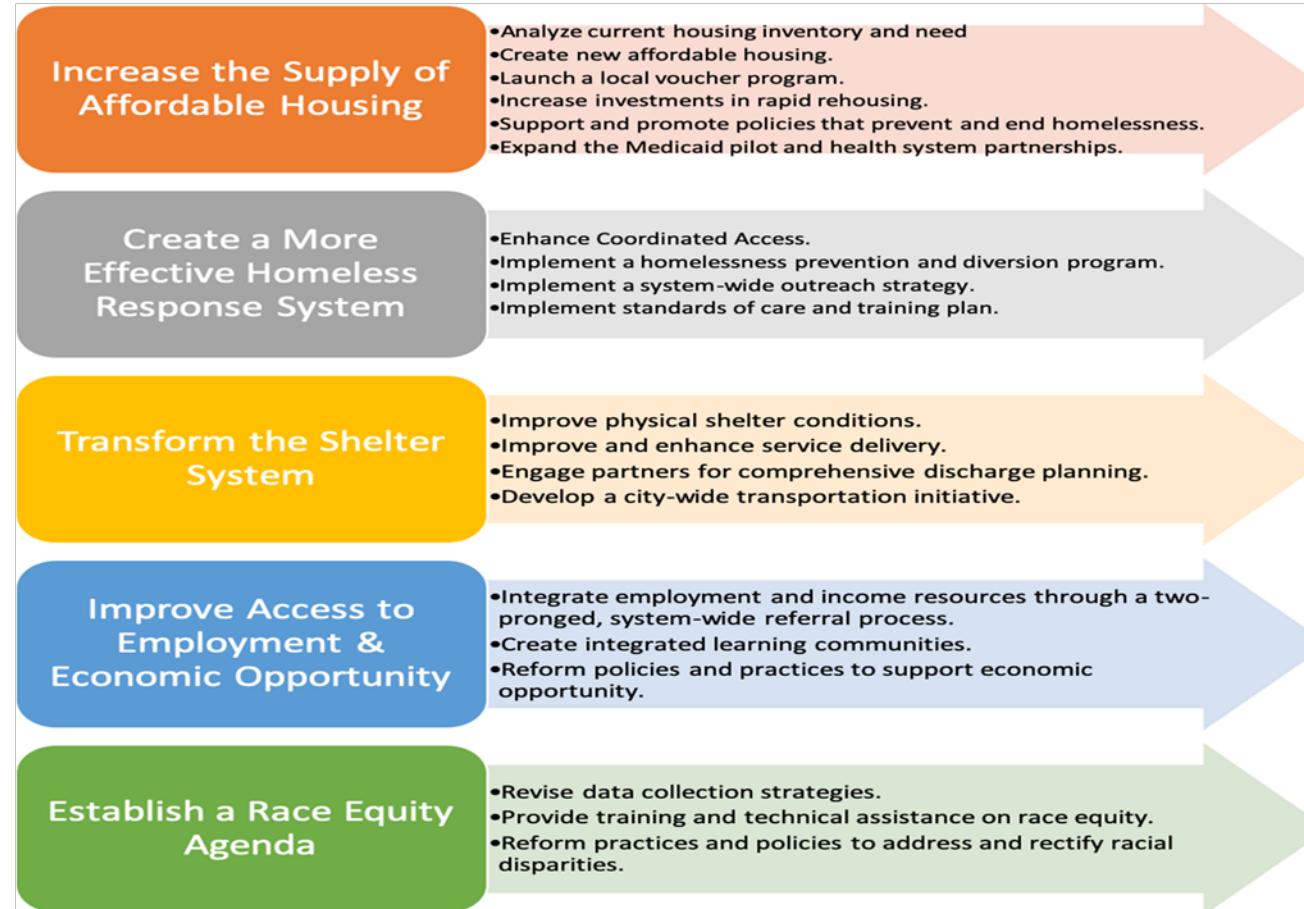 Increase the Supply of
Affordable Housing
•Analyze current housing inventory and need
•Create new affordable housing.
•Launch a local voucher program.
•Increase investments in rapid rehousing.
•Support and promote policies that prevent and end homelessness.
•Expand the Medicaid pilot and health system partnerships.
Create a More
Effective Homeless
Response System
•Enhance Coordinated Access.
•Implement a homelessness prevention and diversion program.
•Implement a system-wide outreach strategy.
•Implement standards of care and training plan.
Transform the Shelter
System
•Improve physical shelter conditions.
•Improve and enhance service delivery.
•Engage partners for comprehensive discharge planning.
•Develop a city-wide transportation initiative.
Improve Access to
Employment &
Economic Opportunity
•Integrate employment and income resources through a two-
pronged, system-wide referral process.
•Create integrated learning communities.
•Reform policies and practices to support economic
opportunity.
Establish a Race Equity
Agenda
•Revise data collection strategies.
•Provide training and technical assistance on race equity.
•Reform practices and policies to address and rectify racial
disparities.